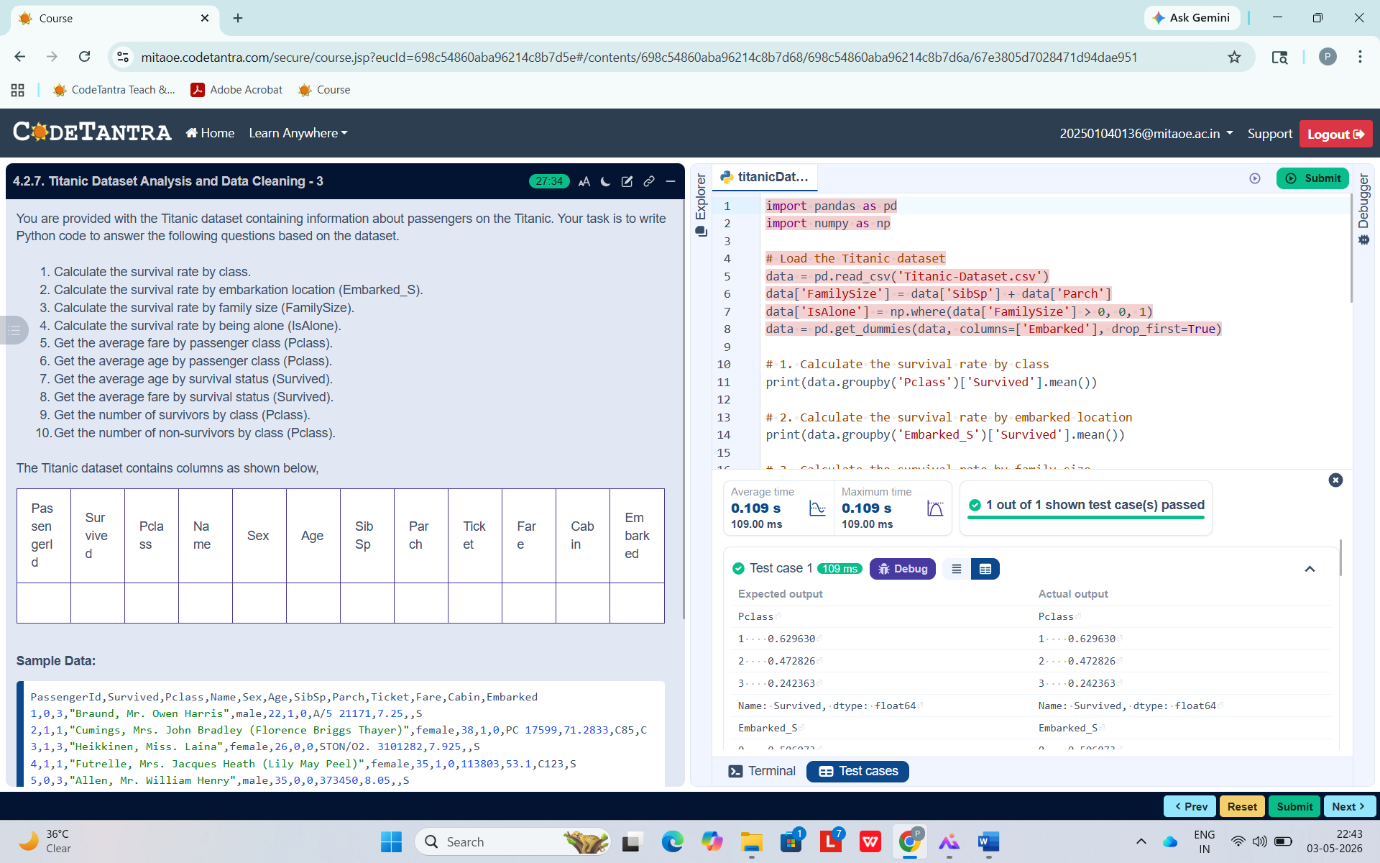 Course
Ask Gemini
mitaoe.codetantra.com/secure/course.jsp?eucId=698c54860aba96214c8b7d5e#/contents/698c54860aba96214c8b7d68/698c54860aba96214c8b7d6a/67e3805d7028471d94dae951
P
CodeTantra Teach &...
Adobe Acrobat
Course
CODETANTRA
Home
Learn Anywhere
202501040136@mitaoe.ac.in
Support
Logout
4.2.7. Titanic Dataset Analysis and Data Cleaning - 3
27:34
AA
You are provided with the Titanic dataset containing information about passengers on the Titanic. Your task is to write
Python code to answer the following questions based on the dataset.
1. Calculate the survival rate by class.
2. Calculate the survival rate by embarkation location (Embarked_S).
3. Calculate the survival rate by family size (FamilySize).
4. Calculate the survival rate by being alone (IsAlone).
5. Get the average fare by passenger class (Pclass).
6. Get the average age by passenger class (Pclass).
7. Get the average age by survival status (Survived).
8. Get the average fare by survival status (Survived).
9. Get the number of survivors by class (Pclass).
10. Get the number of non-survivors by class (Pclass).
The Titanic dataset contains columns as shown below,
Pas
sen
gerI
d
Sur
vive
d
Pcla
ss
Na
me
Sex
Age
Sib
Sp
Par
ch
Tick
et
Far
e
Cab
in
Em
bark
ed
Sample Data:
PassengerId,Survived,Pclass,Name,Sex,Age,SibSp,Parch,Ticket,Fare,Cabin,Embarked
1,0,3,"Braund, Mr. Owen Harris",male,22,1,0,A/5 21171,7.25,,S
2,1,1,"Cumings, Mrs. John Bradley (Florence Briggs Thayer)",female,38,1,0,PC 17599,71.2833,C85,C
3,1,3,"Heikkinen, Miss. Laina",female,26,0,0,STON/O2. 3101282,7.925,,S
4,1,1,"Futrelle, Mrs. Jacques Heath (Lily May Peel)",female,35,1,0,113803,53.1,C123,S
5,0,3,"Allen, Mr. William Henry",male,35,0,0,373450,8.05,,S
Explorer
titanicDat...
Submit
Debugger
1 import pandas as pd
2 import numpy as np
3
4 # Load the Titanic dataset
5 data = pd.read_csv('Titanic-Dataset.csv')
6 data['FamilySize'] = data['SibSp'] + data['Parch']
7 data['IsAlone'] = np.where(data['FamilySize'] > 0, 0, 1)
8 data = pd.get_dummies(data, columns=['Embarked'], drop_first=True)
9
10 # 1. Calculate the survival rate by class
11 print(data.groupby('Pclass')['Survived'].mean())
12
13 # 2. Calculate the survival rate by embarked location
14 print(data.groupby('Embarked_S')['Survived'].mean())
15
Average time
0.109 s
109.00 ms
Maximum time
0.109 s
109.00 ms
1 out of 1 shown test case(s) passed
Test case 1
109 ms
Debug
Expected output
Actual output
Pclass
Pclass
1····0.629630
1····0.629630
2····0.472826
2····0.472826
3····0.242363
3····0.242363
Name: Survived, dtype: float64
Name: Survived, dtype: float64
Embarked_S
Embarked_S
Terminal
Test cases
Prev
Reset
Submit
Next
36°C
Clear
Search
1
7
ENG
IN
22:43
03-05-2026